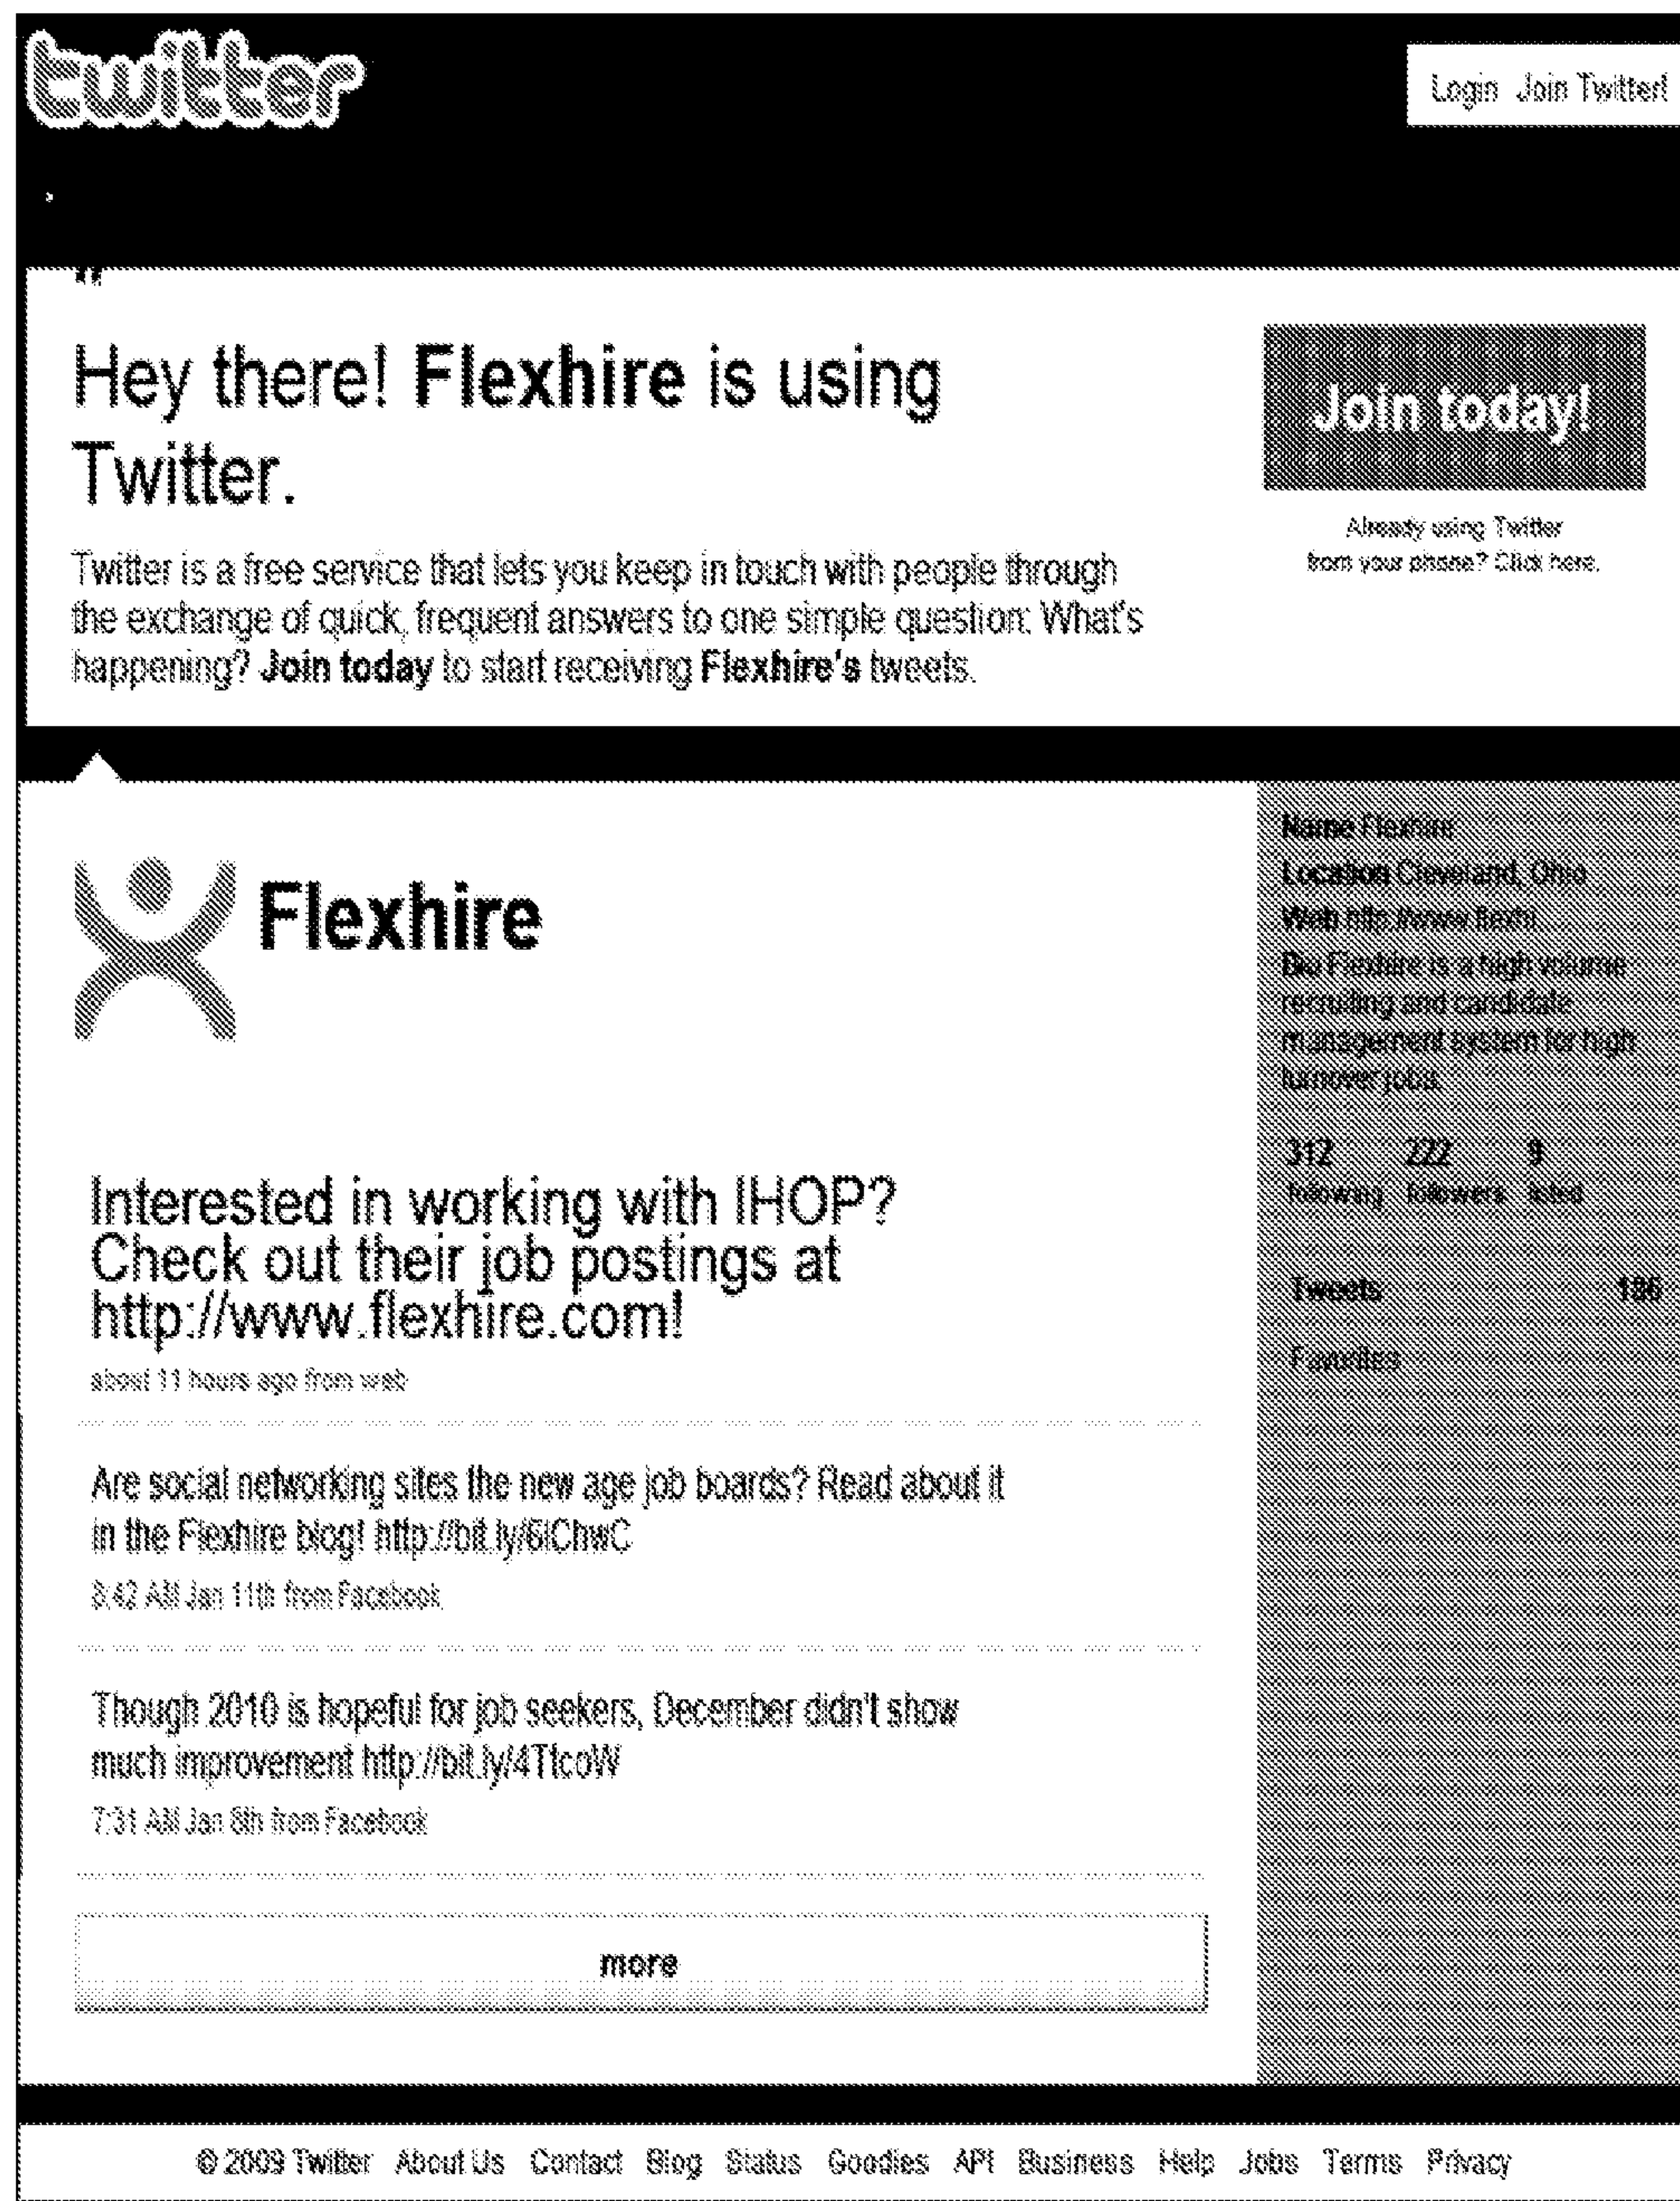 twitter
Login Join Twitter!
Hey there! Flexhire is using
Twitter.
Join today!
Already using Twitter
from your phone? Click here.
Twitter is a free service that lets you keep in touch with people through
the exchange of quick, frequent answers to one simple question: What's
happening? Join today to start receiving Flexhire's tweets.
Flexhire
Name Flexhire
Location Cleveland, Ohio
Web http://www.flexhi...
Bio Flexhire is a high volume
recruiting and candidate
management system for high
turnover jobs.
312 222 9
following followers listed
Tweets 186
Favorites
Interested in working with IHOP?
Check out their job postings at
http://www.flexhire.com!
about 11 hours ago from web
Are social networking sites the new age job boards? Read about it
in the Flexhire blog!
8:42 AM Jan 11th from Facebook
Though 2010 is hopeful for job seekers, December didn't show
much improvement
7:31 AM Jan 8th from Facebook
more
© 2009 Twitter About Us Contact Blog Status Goodies API Business Help Jobs Terms Privacy